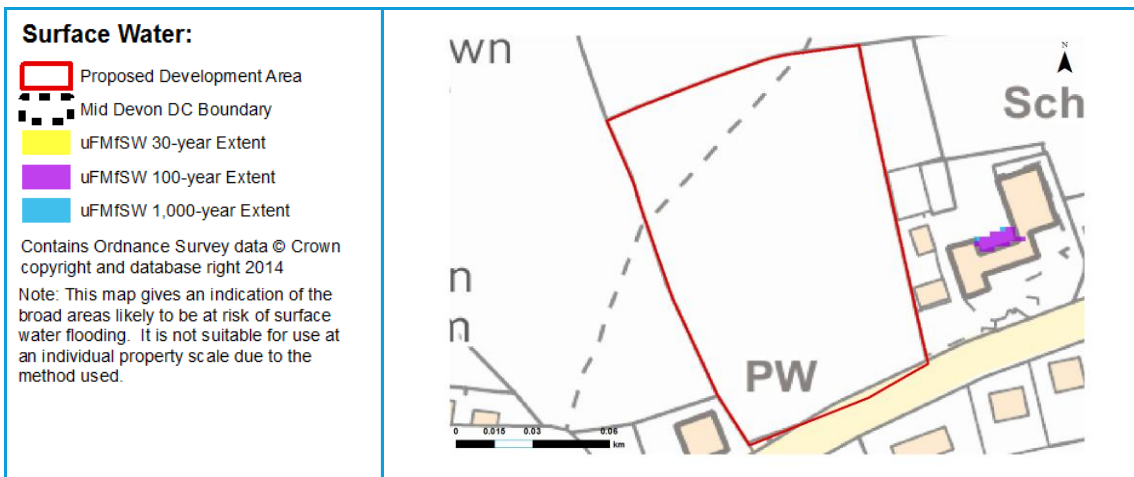 Surface Water:
Proposed Development Area
Mid Devon DC Boundary
uFMfSW 30-year Extent
uFMfSW 100-year Extent
uFMfSW 1,000-year Extent
Contains Ordnance Survey data © Crown
copyright and database right 2014
Note: This map gives an indication of the
broad areas likely to be at risk of surface
water flooding. It is not suitable for use at
an individual property scale due to the
method used.
wn
N
Sch
n
m
PW
0 0.015 0.03 0.06
km